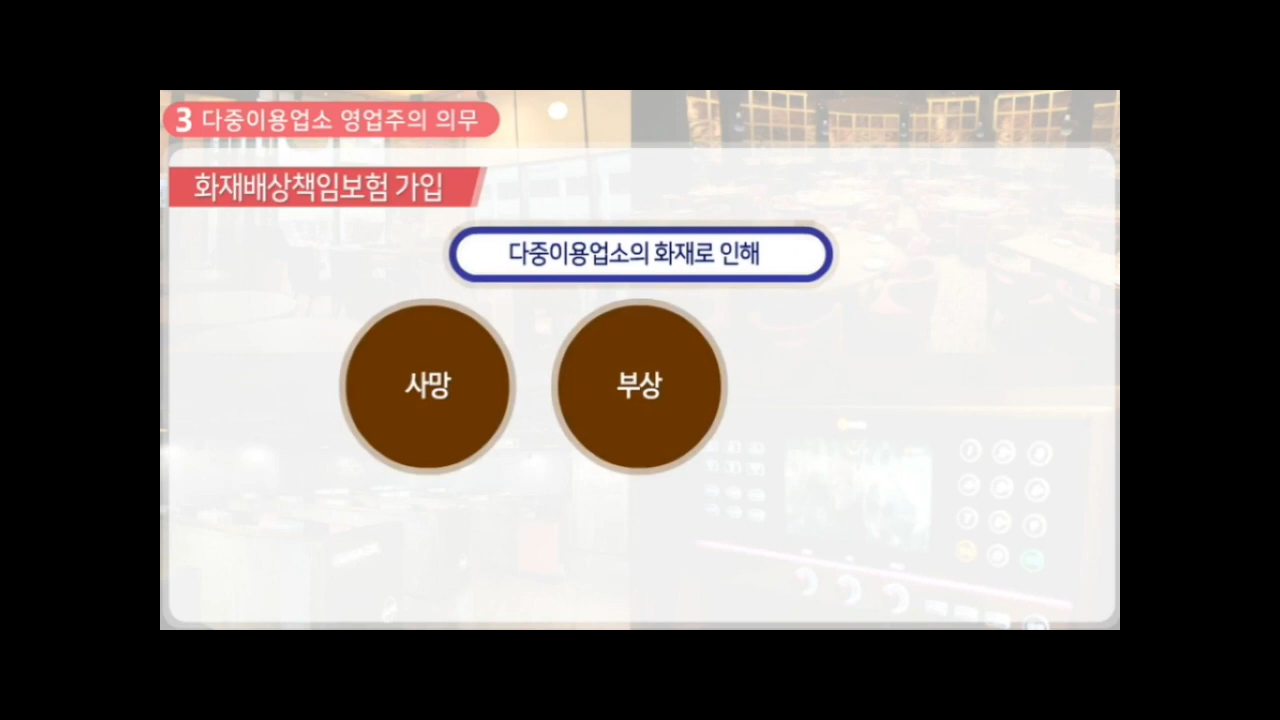 3 다중이용업소 영업주의 의무
화재배상책임보험 가입
다중이용업소의 화재로 인해
사망
부상